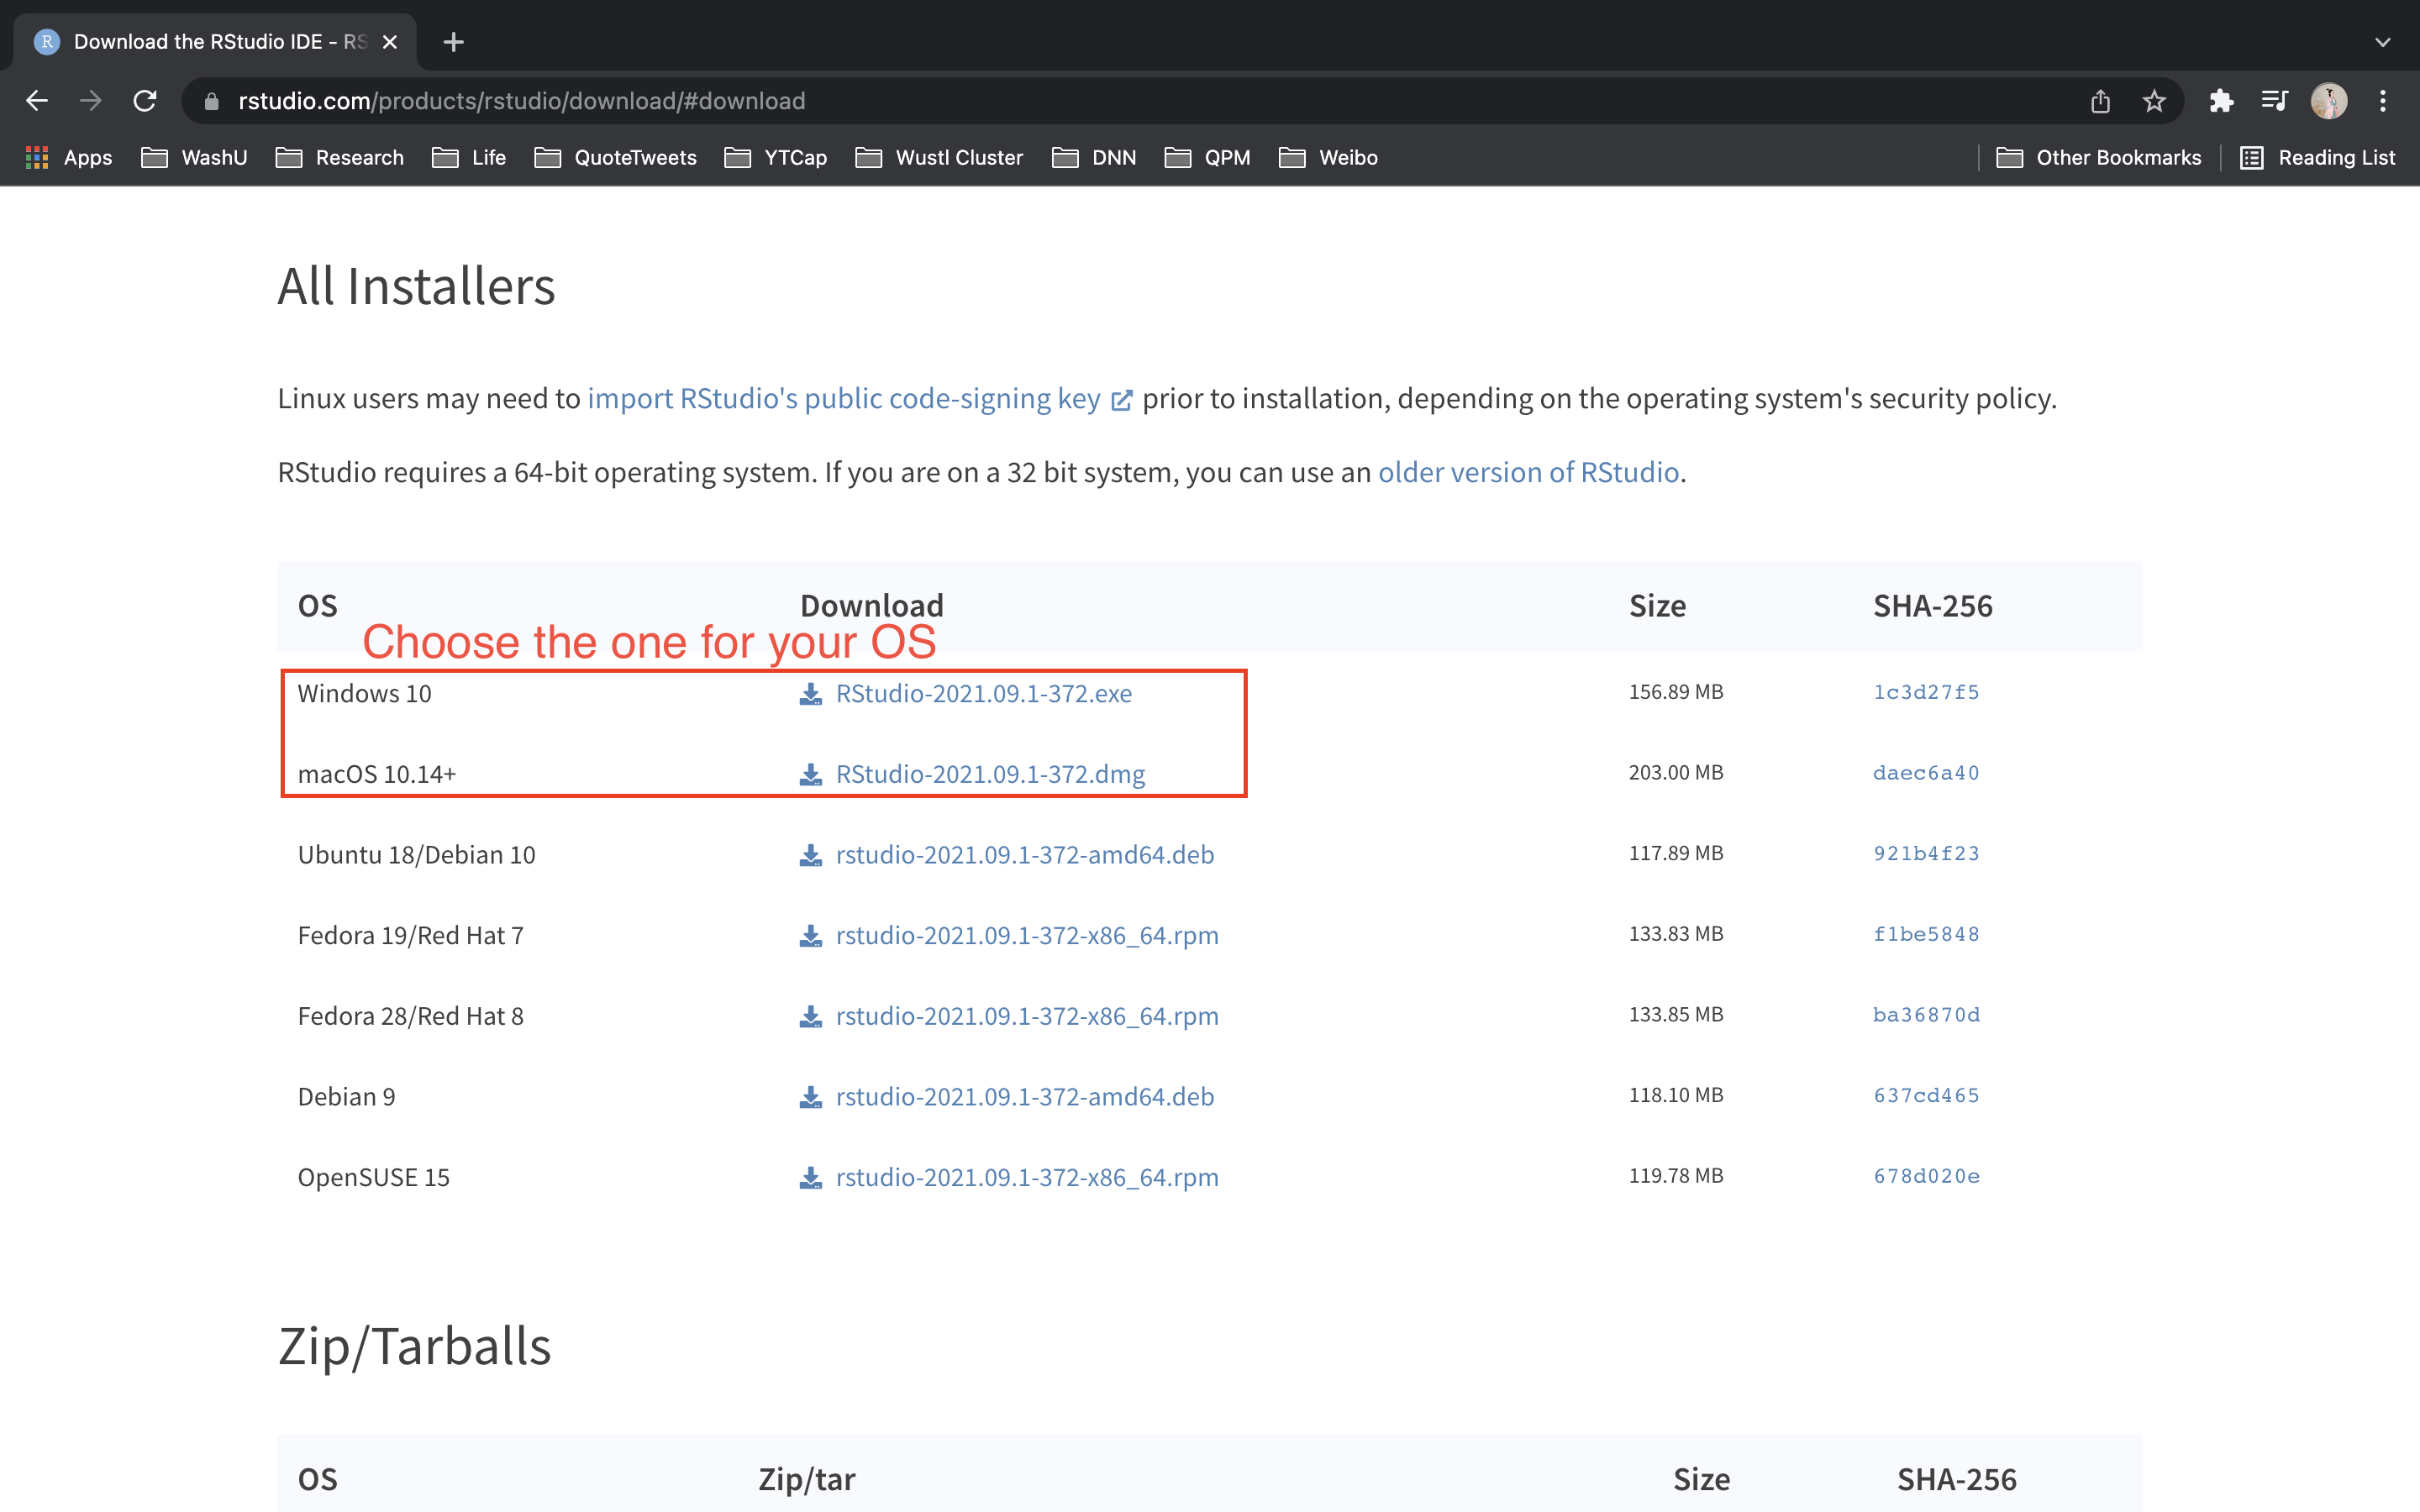 Download the RStudio IDE - RS
rstudio.com/products/rstudio/download/#download
Apps WashU Research Life QuoteTweets YTCap Wustl Cluster DNN QPM Weibo Other Bookmarks Reading List
All Installers
Linux users may need to import RStudio's public code-signing key prior to installation, depending on the operating system's security policy.
RStudio requires a 64-bit operating system. If you are on a 32 bit system, you can use an older version of RStudio.
OS Download Size SHA-256
Choose the one for your OS
Windows 10 RStudio-2021.09.1-372.exe 156.89 MB 1c3d27f5
macOS 10.14+ RStudio-2021.09.1-372.dmg 203.00 MB daec6a40
Ubuntu 18/Debian 10 rstudio-2021.09.1-372-amd64.deb 117.89 MB 921b4f23
Fedora 19/Red Hat 7 rstudio-2021.09.1-372-x86_64.rpm 133.83 MB f1be5848
Fedora 28/Red Hat 8 rstudio-2021.09.1-372-x86_64.rpm 133.85 MB ba36870d
Debian 9 rstudio-2021.09.1-372-amd64.deb 118.10 MB 637cd465
OpenSUSE 15 rstudio-2021.09.1-372-x86_64.rpm 119.78 MB 678d020e
Zip/Tarballs
OS Zip/tar Size SHA-256